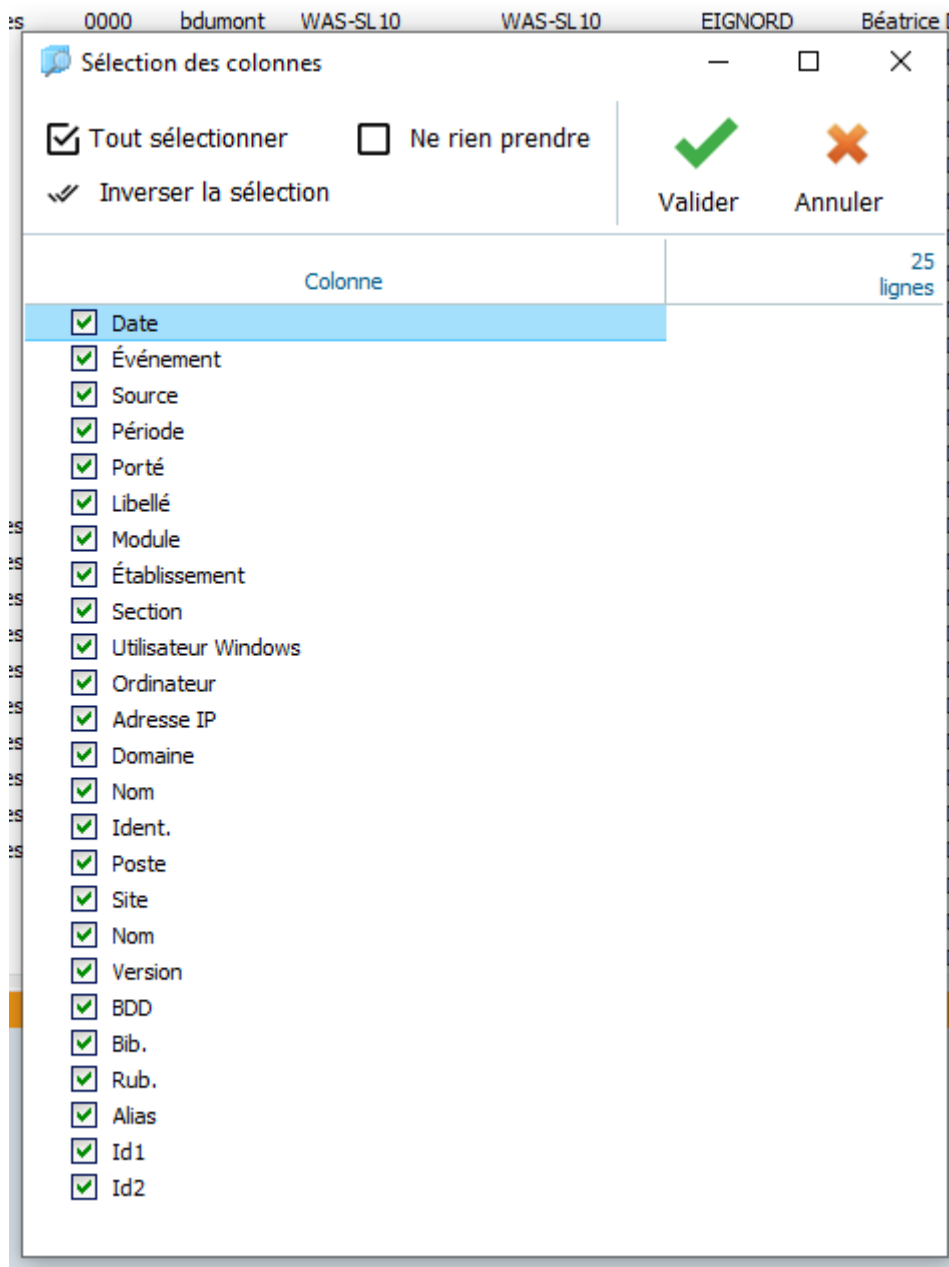 es 0000 bdumont WAS-SL10 WAS-SL10 EIGNORD Béatrice
Sélection des colonnes
Tout sélectionner Ne rien prendre
Inverser la sélection
Valider Annuler
Colonne 25 lignes
Date
Événement
Source
Période
Porté
Libellé
Module
Établissement
Section
Utilisateur Windows
Ordinateur
Adresse IP
Domaine
Nom
Ident.
Poste
Site
Nom
Version
BDD
Bib.
Rub.
Alias
Id1
Id2